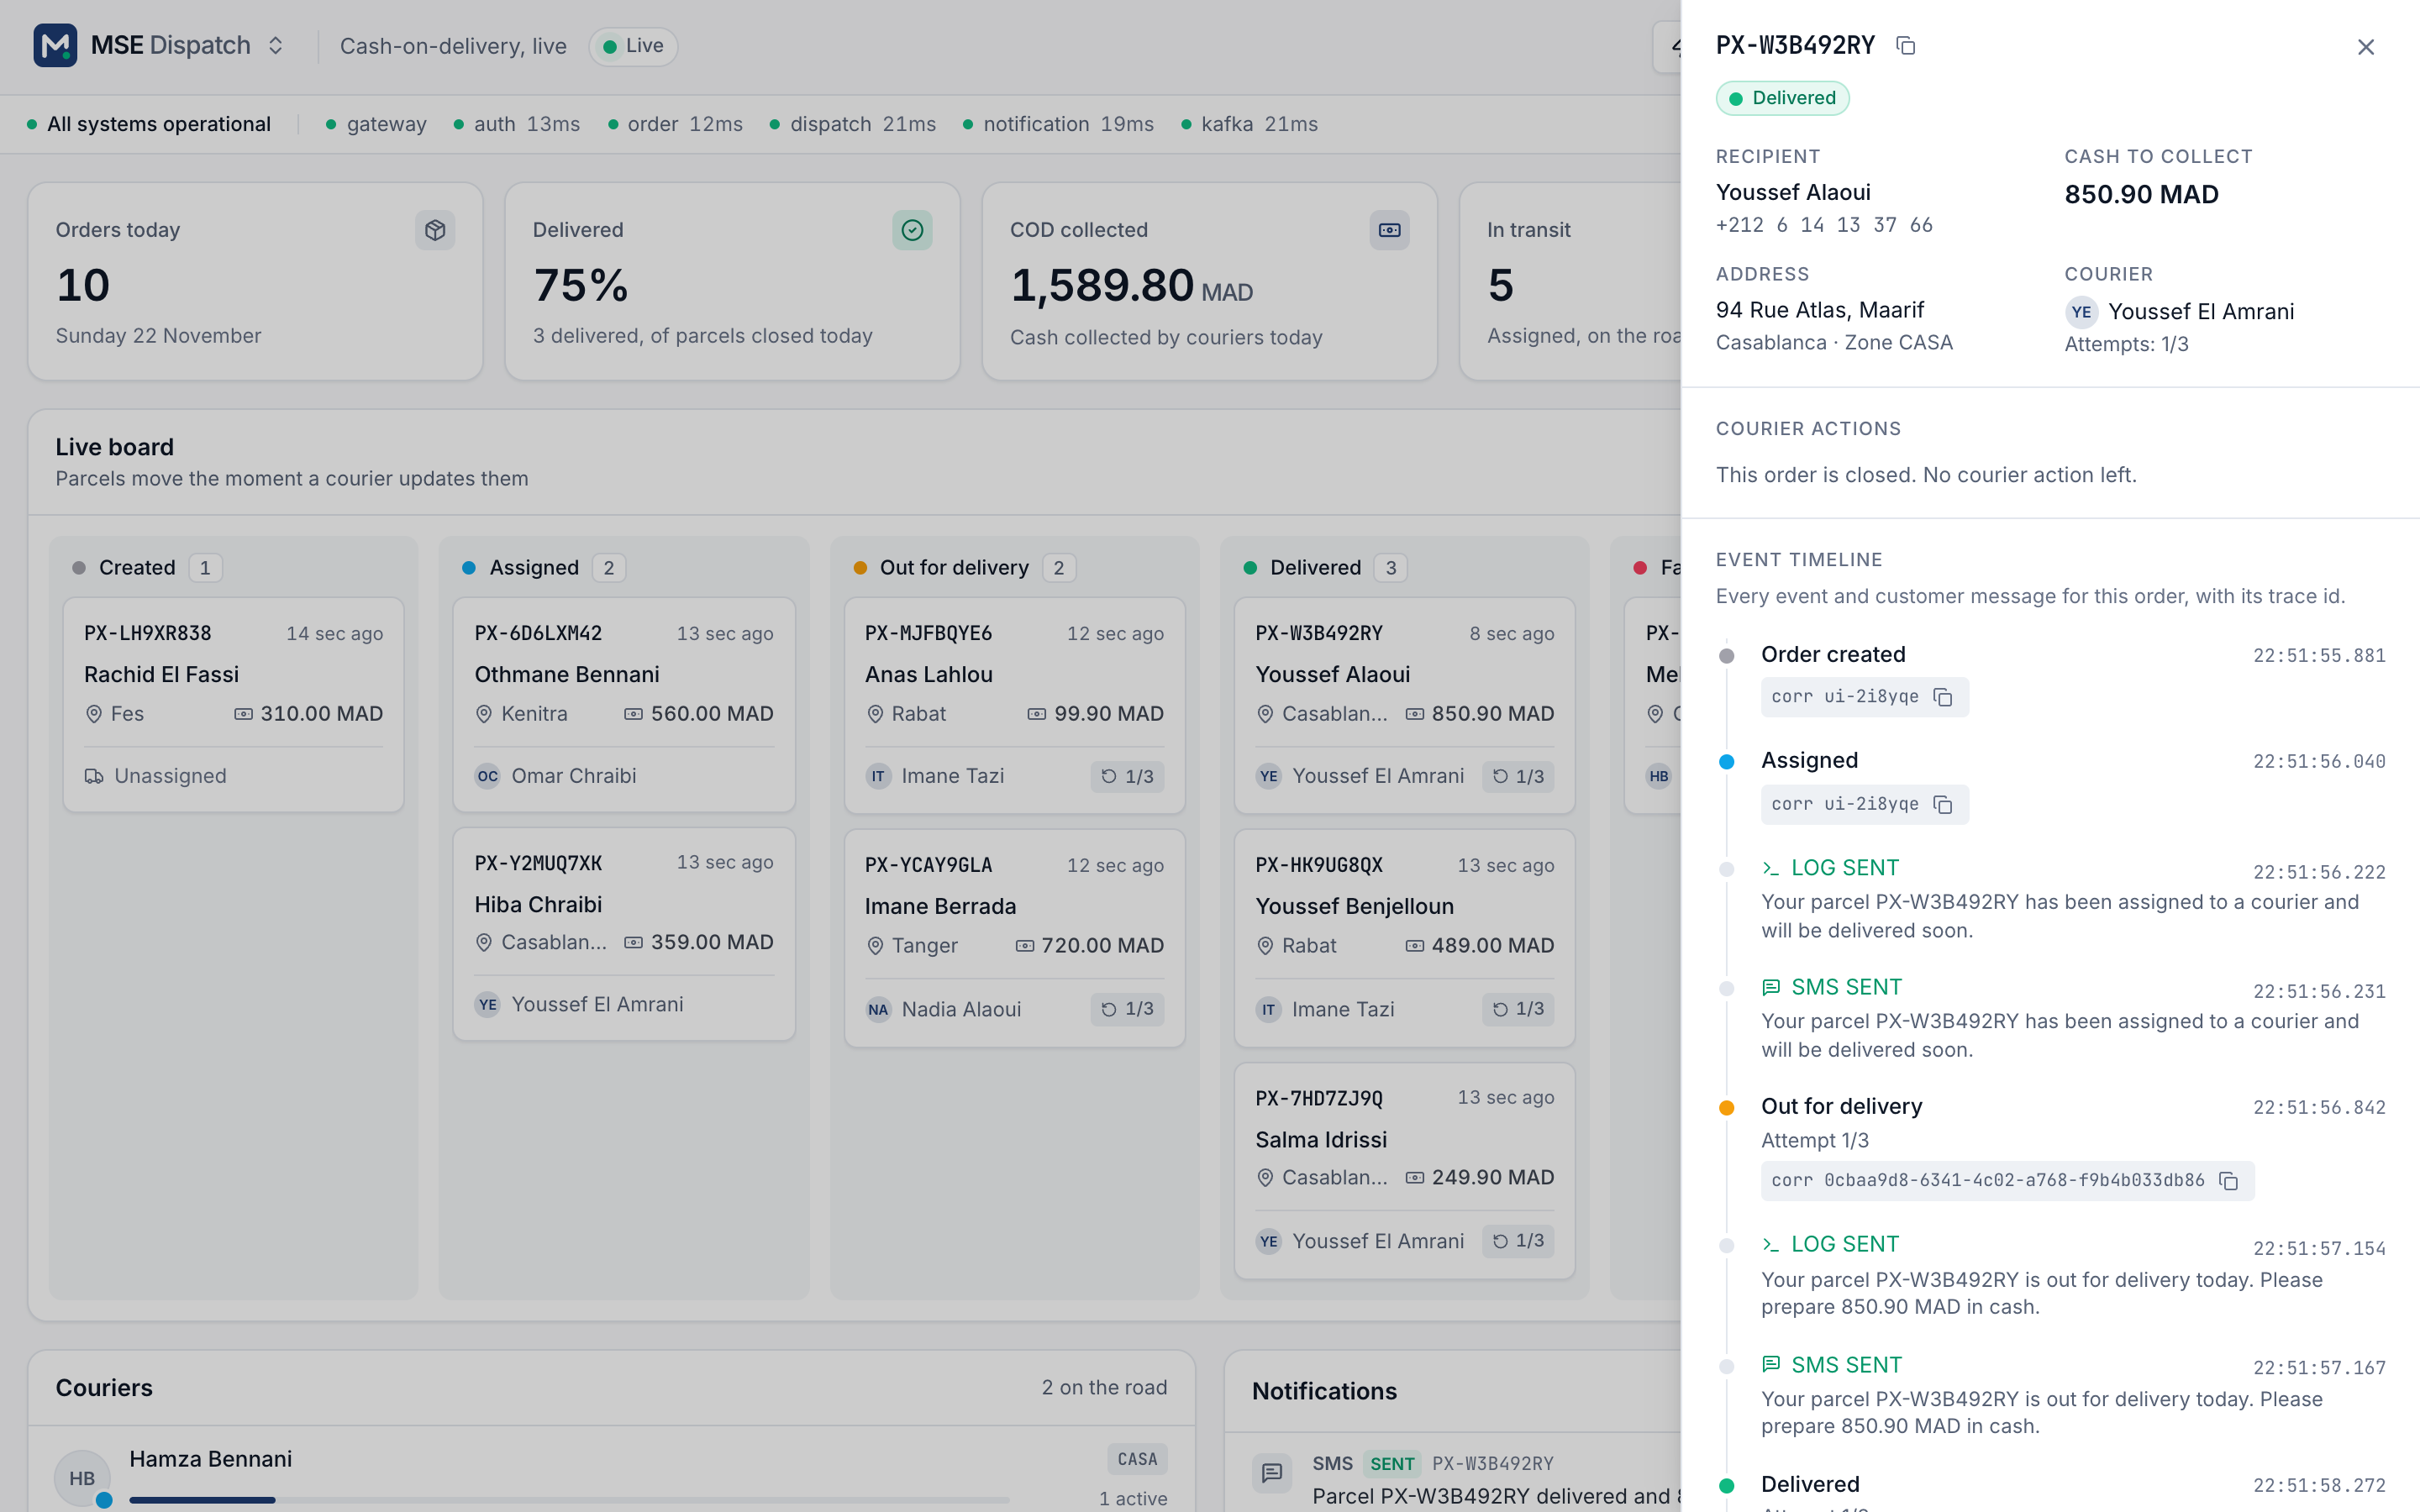 MSE Dispatch
Cash-on-delivery, live
Live
All systems operational
gateway
auth 13ms
order 12ms
dispatch 21ms
notification 19ms
kafka 21ms
Orders today
10
Sunday 22 November
Delivered
75%
3 delivered, of parcels closed today
COD collected
1,589.80 MAD
Cash collected by couriers today
In transit
5
Assigned, on the
Live board
Parcels move the moment a courier updates them
Created 1
PX-LH9XR838 14 sec ago
Rachid El Fassi
Fes 310.00 MAD
Unassigned
Assigned 2
PX-6D6LXM42 13 sec ago
Othmane Bennani
Kenitra 560.00 MAD
OC Omar Chraibi
PX-Y2MUQ7XK 13 sec ago
Hiba Chraibi
Casablan... 359.00 MAD
YE Youssef El Amrani
Out for delivery 2
PX-MJFBQYE6 12 sec ago
Anas Lahlou
Rabat 99.90 MAD
IT Imane Tazi 1/3
PX-YCAY9GLA 12 sec ago
Imane Berrada
Tanger 720.00 MAD
NA Nadia Alaoui 1/3
Delivered 3
PX-W3B492RY 8 sec ago
Youssef Alaoui
Casablan... 850.90 MAD
YE Youssef El Amrani 1/3
PX-HK9UG8QX 13 sec ago
Youssef Benjelloun
Rabat 489.00 MAD
IT Imane Tazi 1/3
PX-7HD7ZJ9Q 13 sec ago
Salma Idrissi
Casablan... 249.90 MAD
YE Youssef El Amrani 1/3
PX-
HB
Couriers
2 on the road
HB
Hamza Bennani
CASA
1 active
Notifications
SMS SENT PX-W3B492RY
Parcel PX-W3B492RY delivered and
PX-W3B492RY
Delivered
RECIPIENT
Youssef Alaoui
+212 6 14 13 37 66
CASH TO COLLECT
850.90 MAD
ADDRESS
94 Rue Atlas, Maarif
Casablanca · Zone CASA
COURIER
YE Youssef El Amrani
Attempts: 1/3
COURIER ACTIONS
This order is closed. No courier action left.
EVENT TIMELINE
Every event and customer message for this order, with its trace id.
Order created 22:51:55.881
corr ui-2i8yqe
Assigned 22:51:56.040
corr ui-2i8yqe
LOG SENT 22:51:56.222
Your parcel PX-W3B492RY has been assigned to a courier and
will be delivered soon.
SMS SENT 22:51:56.231
Your parcel PX-W3B492RY has been assigned to a courier and
will be delivered soon.
Out for delivery 22:51:56.842
Attempt 1/3
corr 0cbaa9d8-6341-4c02-a768-f9b4b033db86
LOG SENT 22:51:57.154
Your parcel PX-W3B492RY is out for delivery today. Please
prepare 850.90 MAD in cash.
SMS SENT 22:51:57.167
Your parcel PX-W3B492RY is out for delivery today. Please
prepare 850.90 MAD in cash.
Delivered 22:51:58.272